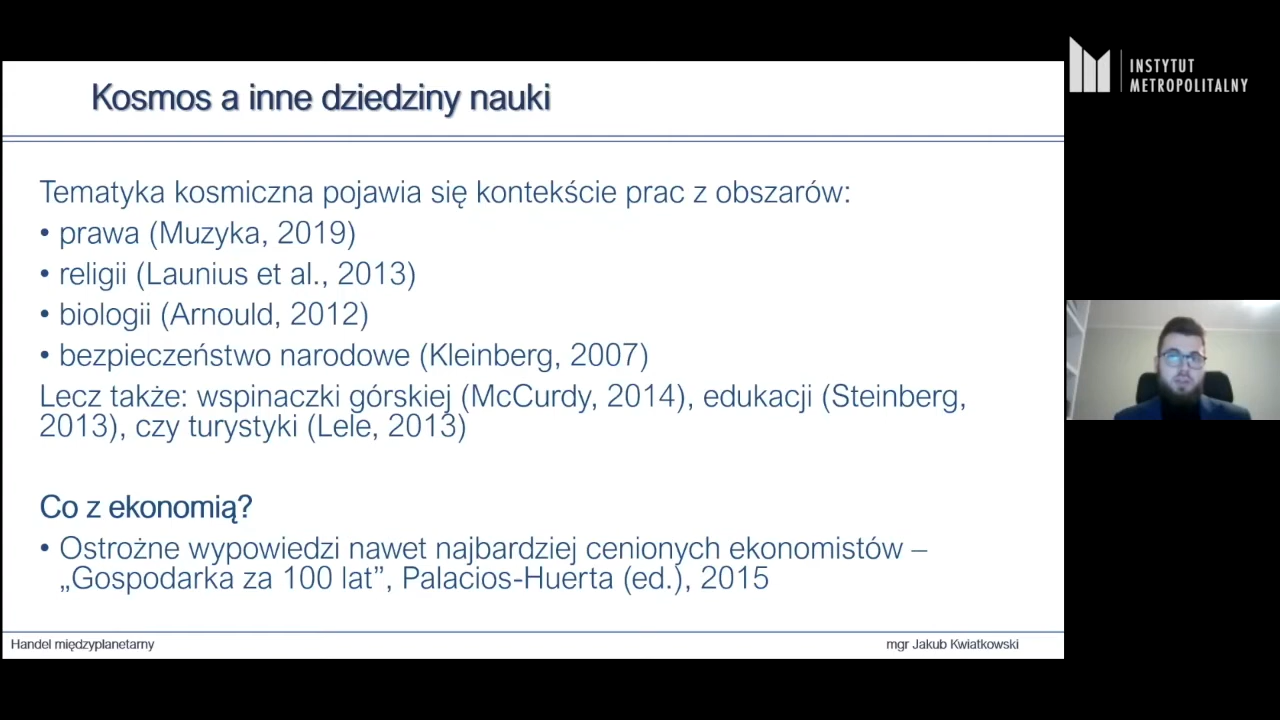 Kosmos a inne dziedziny nauki
INSTYTUT
METROPOLITALNY
Tematyka kosmiczna pojawia się kontekście prac z obszarów:
• prawa (Muzyka, 2019)
• religii (Launius et al., 2013)
• biologii (Arnould, 2012)
• bezpieczeństwo narodowe (Kleinberg, 2007)
Lecz także: wspinaczki górskiej (McCurdy, 2014), edukacji (Steinberg,
2013), czy turystyki (Lele, 2013)
Co z ekonomią?
• Ostrożne wypowiedzi nawet najbardziej cenionych ekonomistów –
„Gospodarka za 100 lat”, Palacios-Huerta (ed.), 2015
Handel międzyplanetarny
mgr Jakub Kwiatkowski